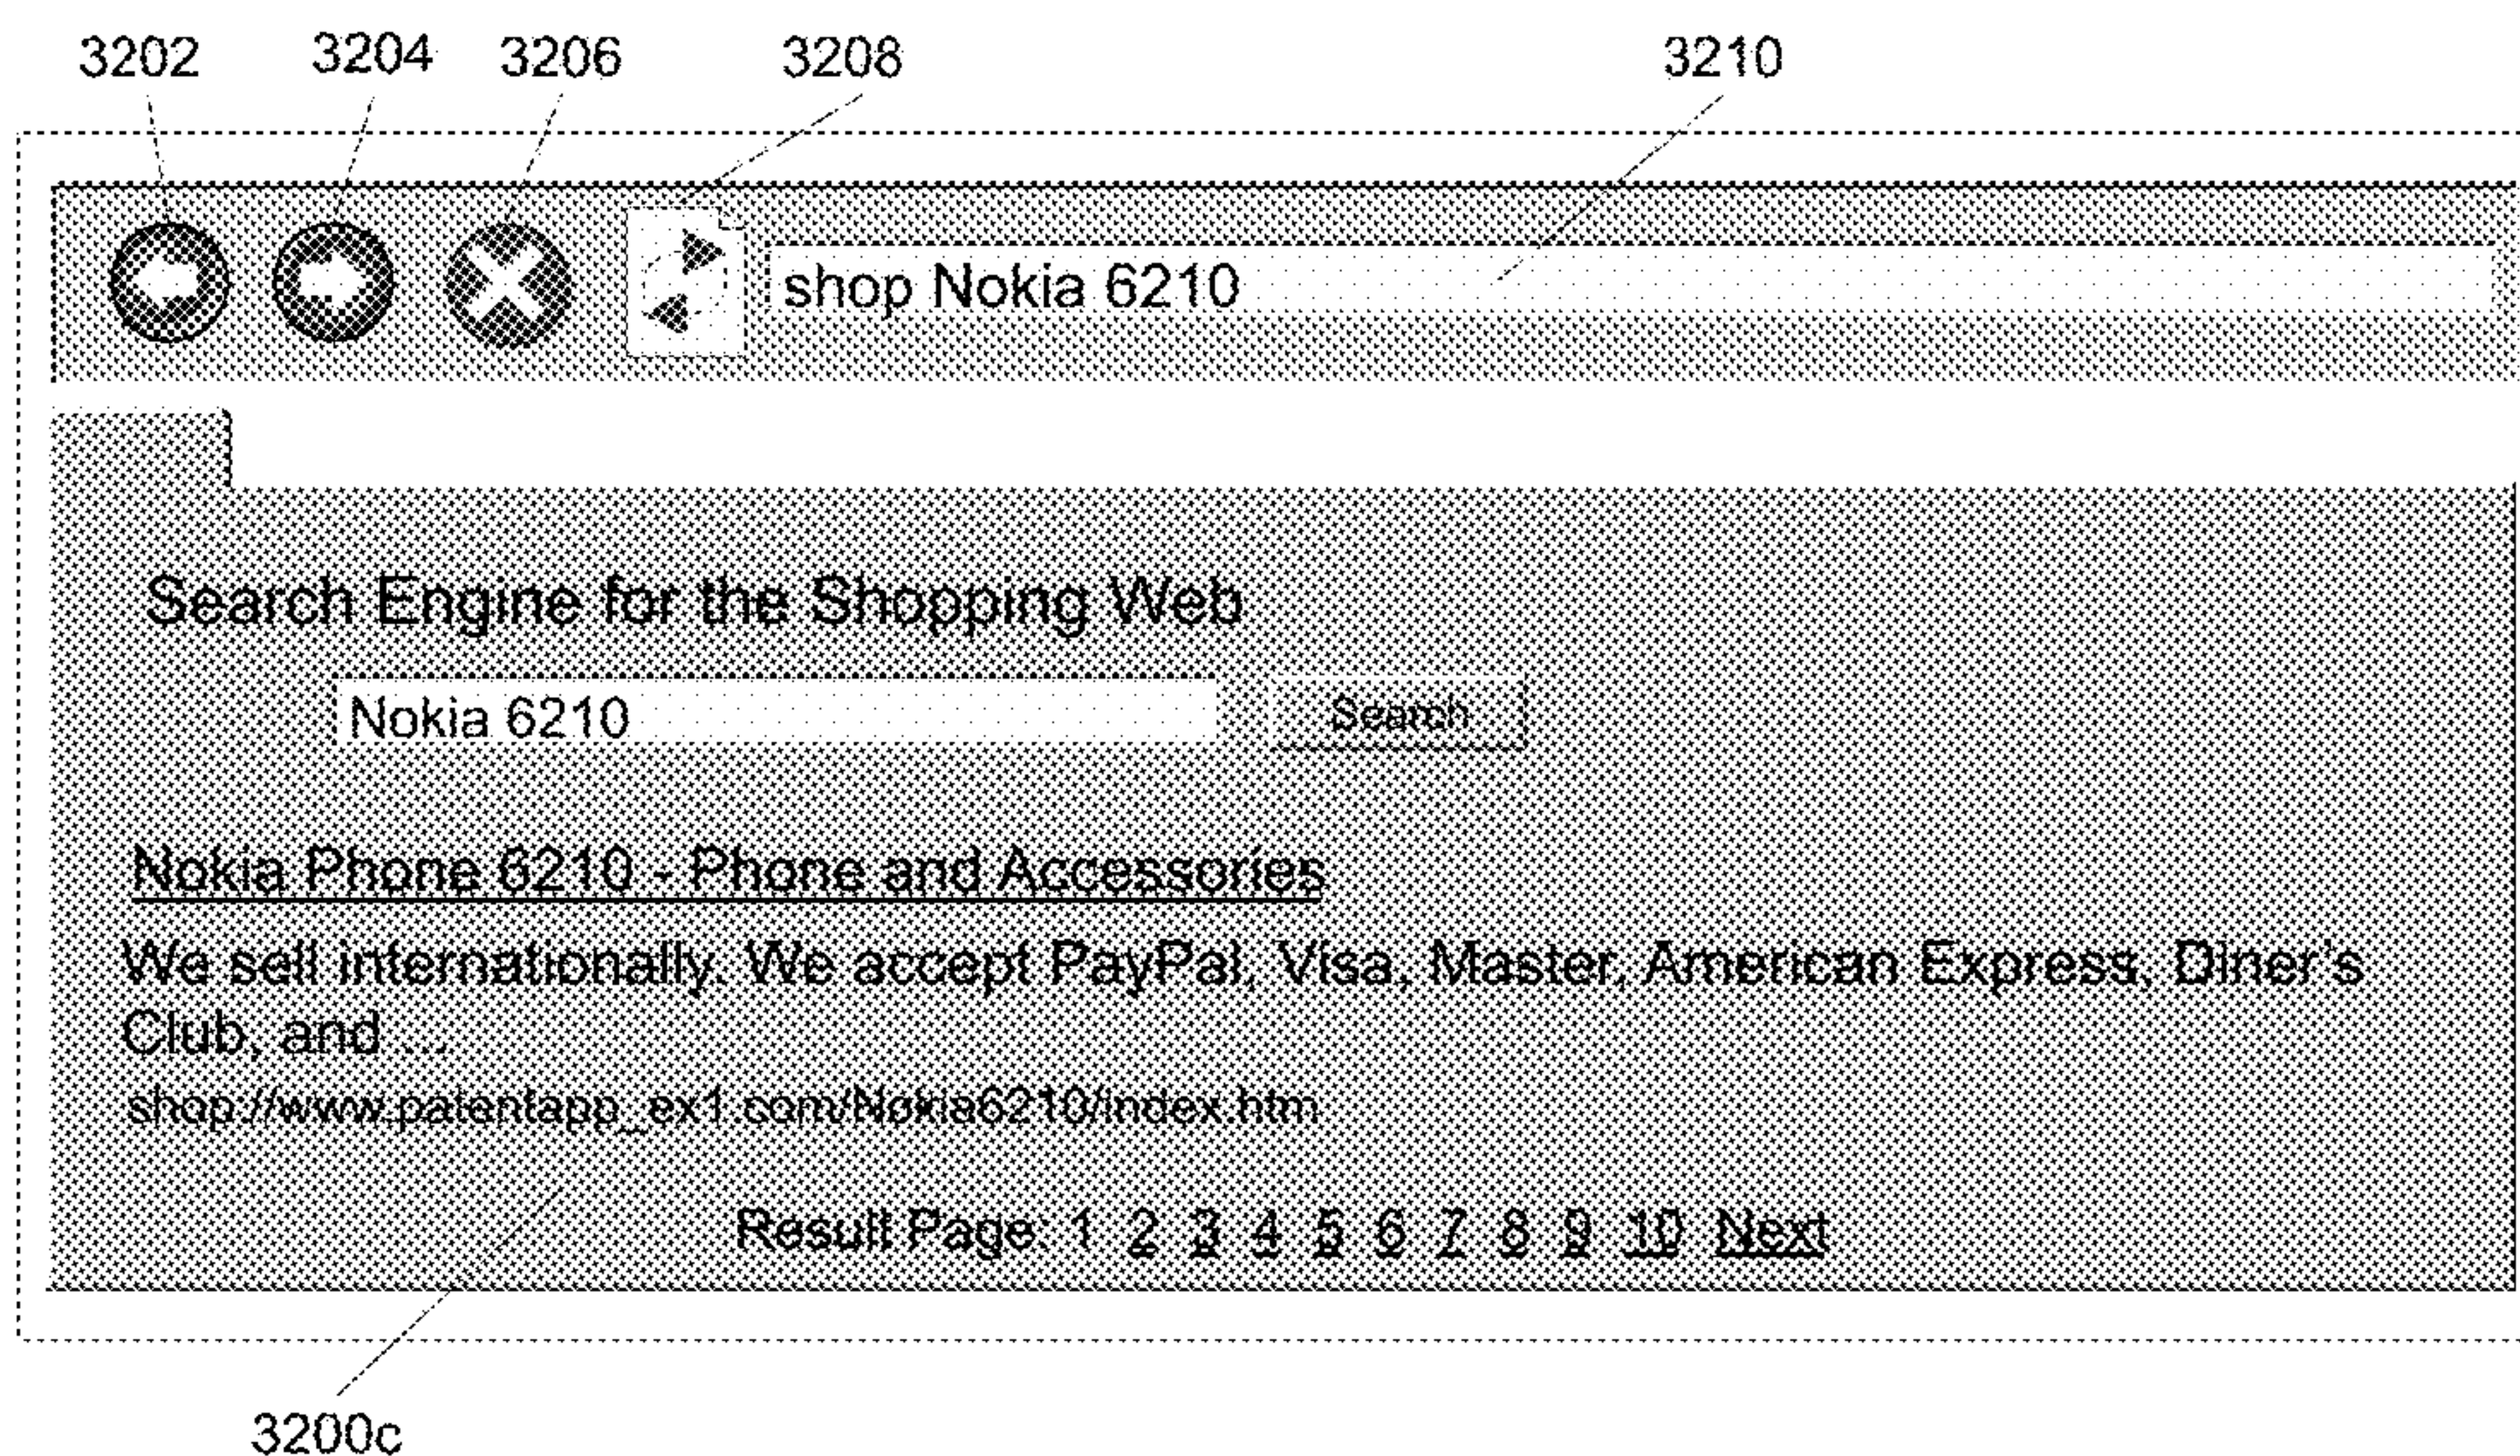 3202 3204 3206 3208 3210
shop Nokia 6210
Search Engine for the Shopping Web
Nokia 6210 Search
Nokia Phone 6210 - Phone and Accessories
We sell internationally. We accept PayPal, Visa, Master, American Express, Diner's
Club, and ...
shop://www.patentapp_ex1.com/Nokia6210/index.htm
Result Page: 1 2 3 4 5 6 7 8 9 10 Next
3200c